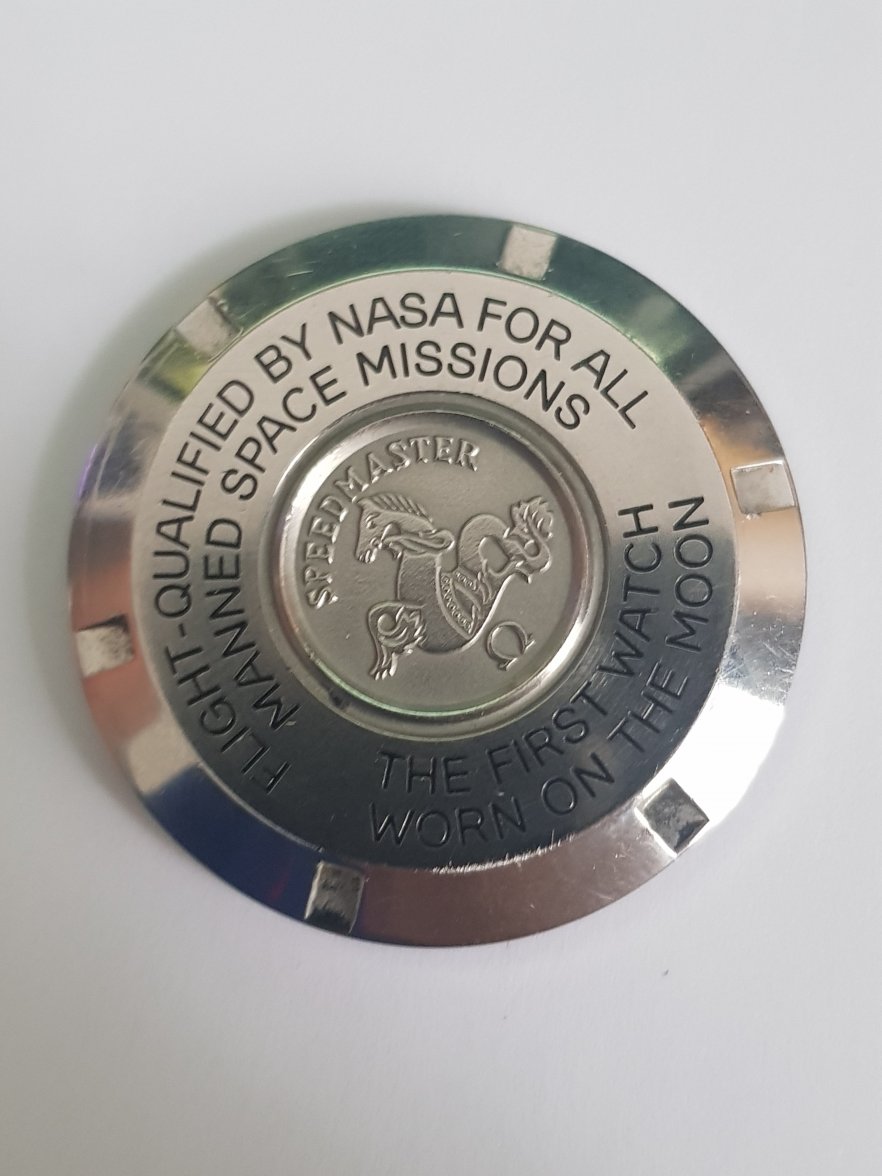 FLIGHT-QUALIFIED BY NASA FOR ALL
MANNED SPACE MISSIONS
SPEEDMASTER
Ω
THE FIRST WATCH
WORN ON THE MOON